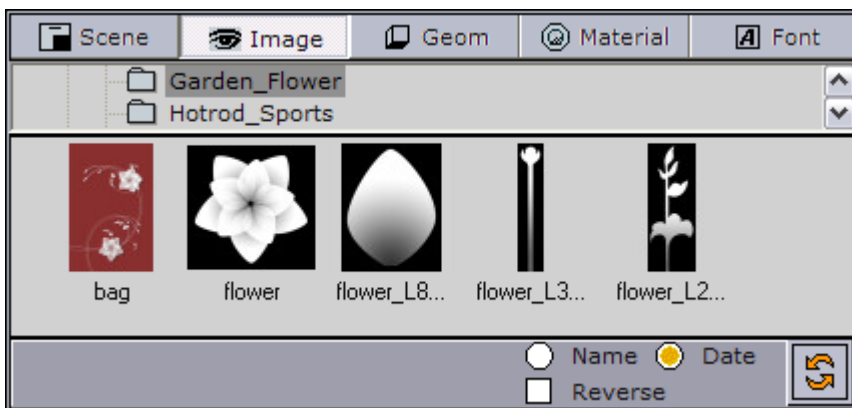 Scene Image Geom Material A Font
Garden_Flower
Hotrod_Sports
bag flower flower_L8... flower_L3... flower_L2...
Name Date
Reverse